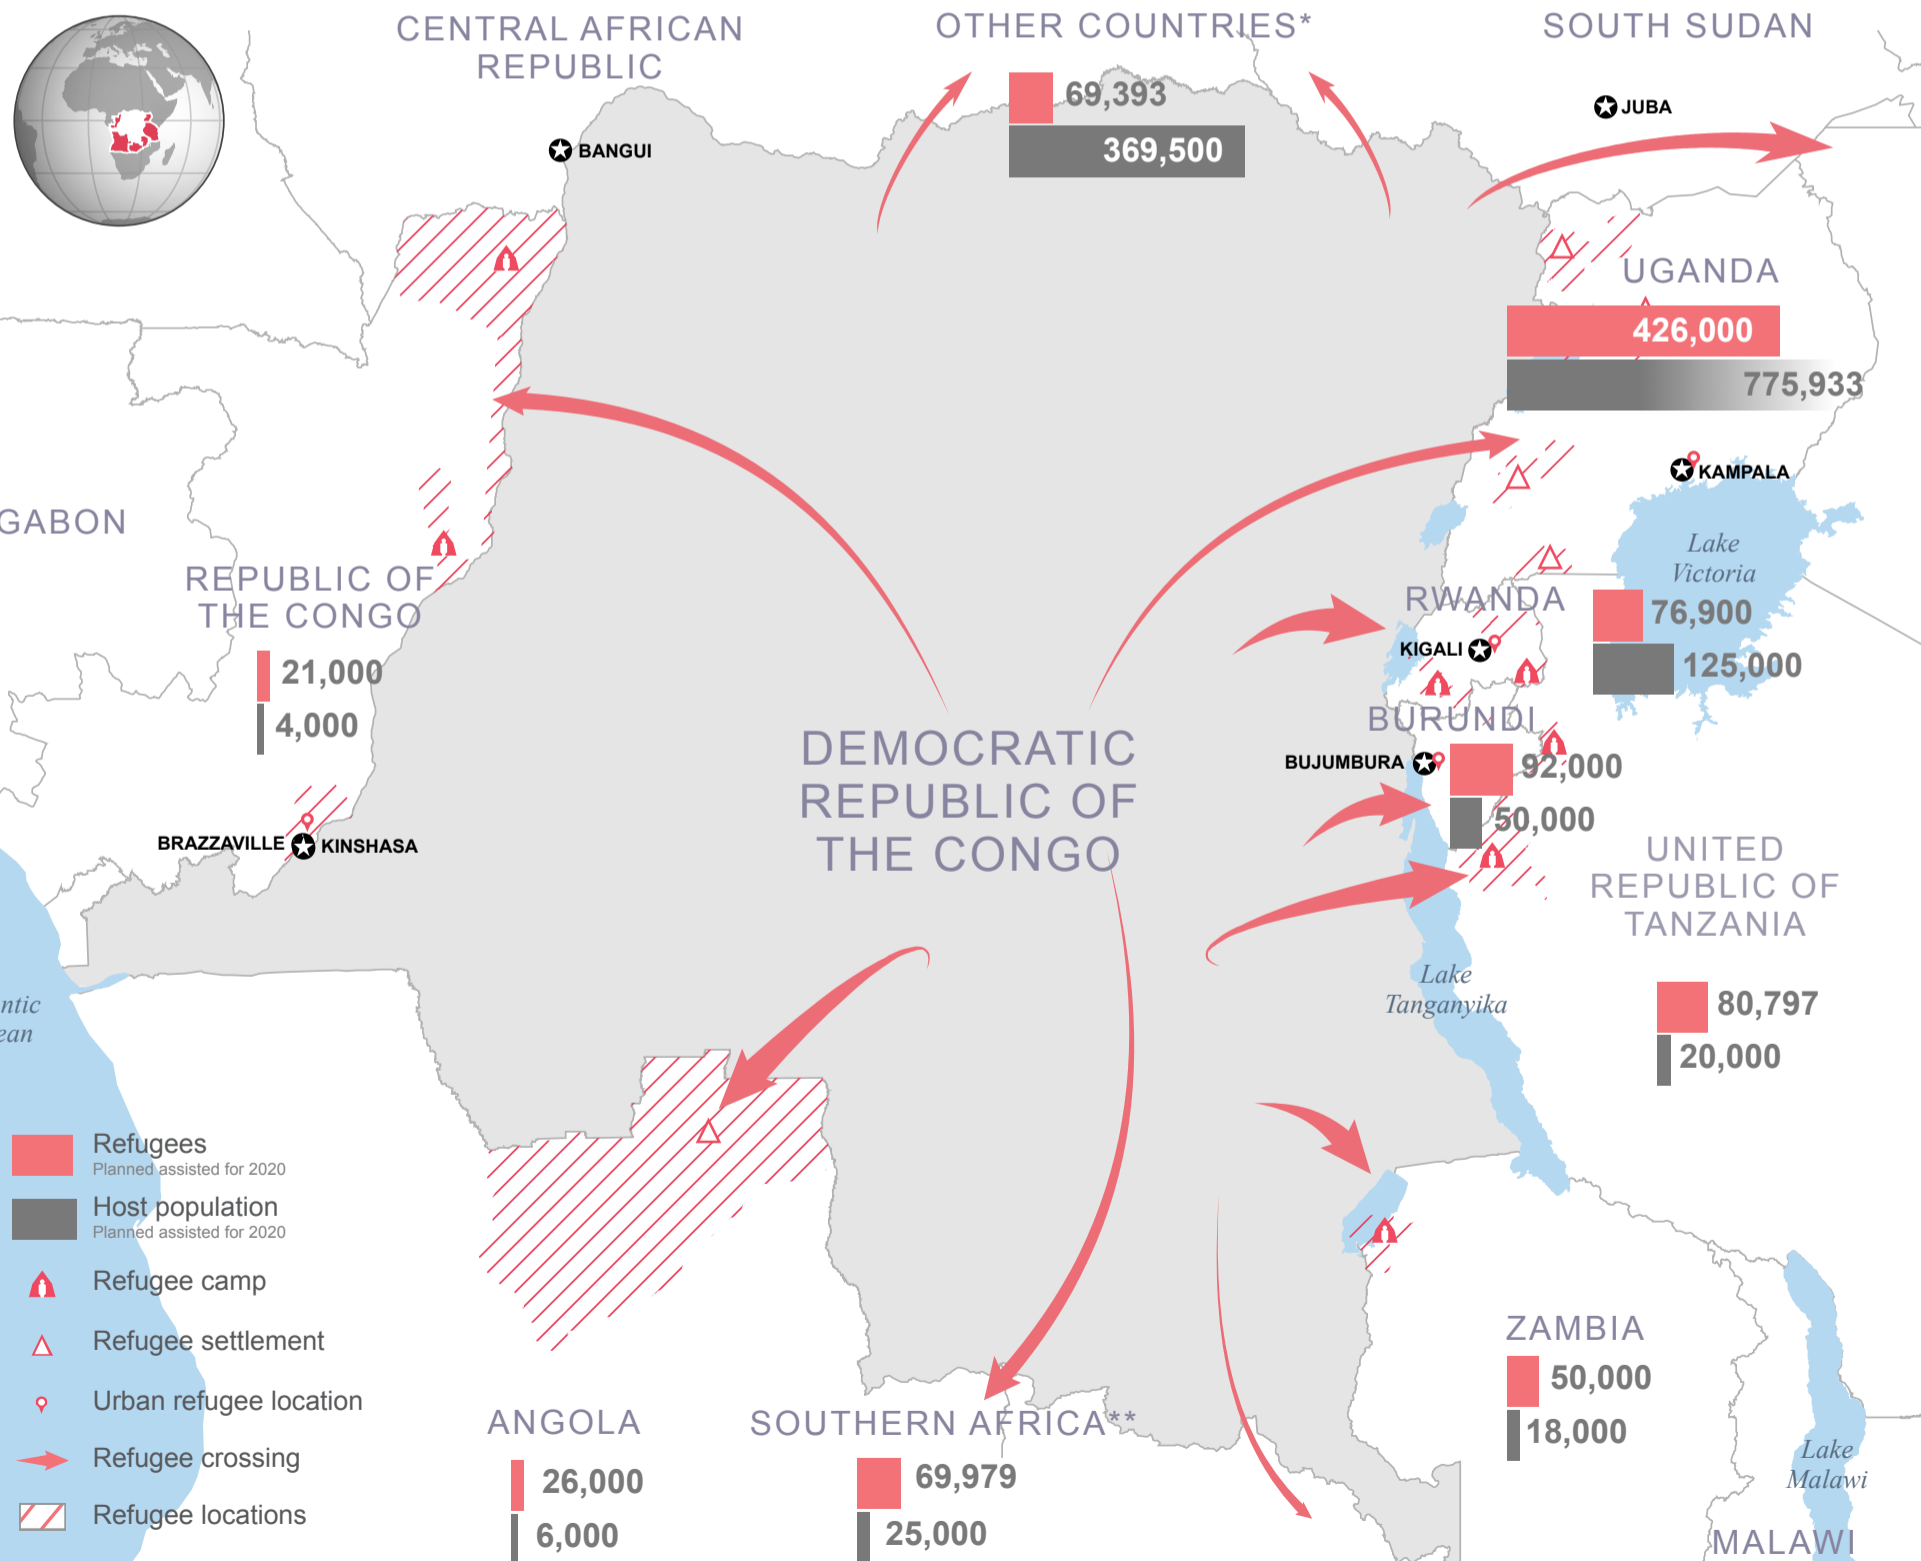 CENTRAL AFRICAN
REPUBLIC
OTHER COUNTRIES*
69,393
369,500
SOUTH SUDAN
JUBA
BANGUI
UGANDA
426,000
775,933
KAMPALA
Lake
Victoria
GABON
REPUBLIC OF
THE CONGO
21,000
4,000
RWANDA
76,900
125,000
KIGALI
BURUNDI
92,000
50,000
BUJUMBURA
DEMOCRATIC
REPUBLIC OF
THE CONGO
BRAZZAVILLE
KINSHASA
UNITED
REPUBLIC OF
TANZANIA
80,797
20,000
Lake
Tanganyika
ntic
ean
Refugees
Planned assisted for 2020
Host population
Planned assisted for 2020
Refugee camp
Refugee settlement
Urban refugee location
Refugee crossing
Refugee locations
ANGOLA
26,000
6,000
SOUTHERN AFRICA**
69,979
25,000
ZAMBIA
50,000
18,000
Lake
Malawi
MALAWI